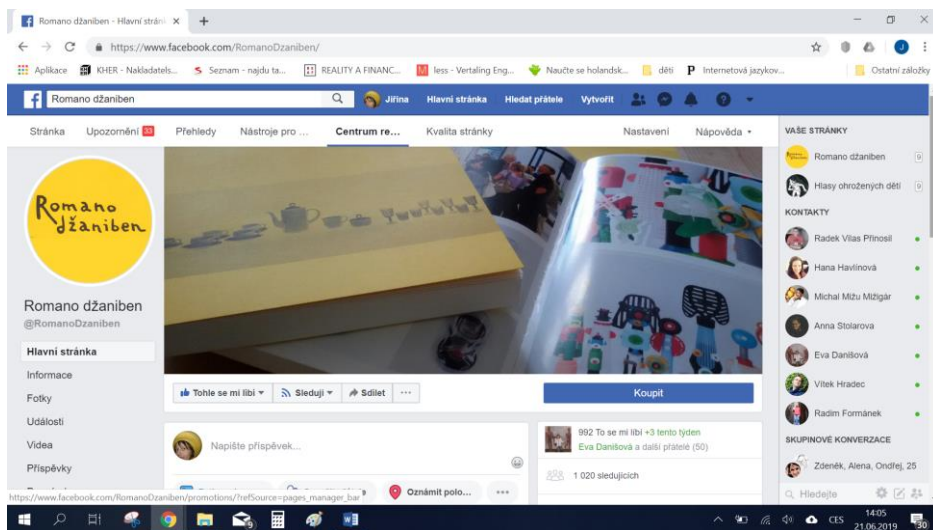 Romano džaniben - Hlavní strán
https://www.facebook.com/RomanoDzaniben/
Aplikace
KHER - Nakladatels...
Seznam - najdu ta...
REALITY A FINANC...
less - Vertaling Eng...
Naučte se holandsk...
děti
Internetová jazykov...
Ostatní záložky
Romano džaniben
Jiřina
Hlavní stránka
Hledat přátele
Vytvořit
Stránka
Upozornění 33
Přehledy
Nástroje pro ...
Centrum re...
Kvalita stránky
Nastavení
Nápověda
Romano
džaniben
Romano džaniben
@RomanoDzaniben
Hlavní stránka
Informace
Fotky
Události
Videa
Příspěvky
Tohle se mi líbí
Sleduji
Sdílet
Koupit
Napište příspěvek...
Oznámit polo...
992 To se mi líbí +3 tento týden
Eva Danišová a další přátelé (50)
1 020 sledujících
VAŠE STRÁNKY
Romano džaniben 9
Hlasy ohrožených dětí 9
KONTAKTY
Radek Vilas Přinosil
Hana Havlínová
Michal Mižu Mižigár
Anna Stolarova
Eva Danišová
Vítek Hradec
Radim Formánek
SKUPINOVÉ KONVERZACE
Zdeněk, Alena, Ondřej, 25
Hledejte
https://www.facebook.com/RomanoDzaniben/promotions/?refSource=pages_manager_bar
CES
14:05
21.06.2019
30